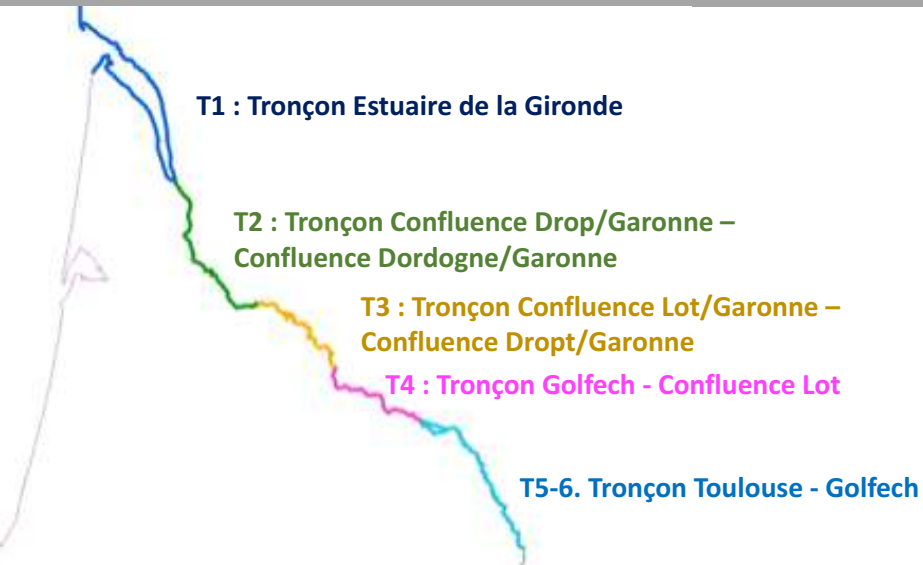 T1 : Tronçon Estuaire de la Gironde
T2 : Tronçon Confluence Drop/Garonne –
Confluence Dordogne/Garonne
T3 : Tronçon Confluence Lot/Garonne –
Confluence Dropt/Garonne
T4 : Tronçon Golfech - Confluence Lot
T5-6. Tronçon Toulouse - Golfech